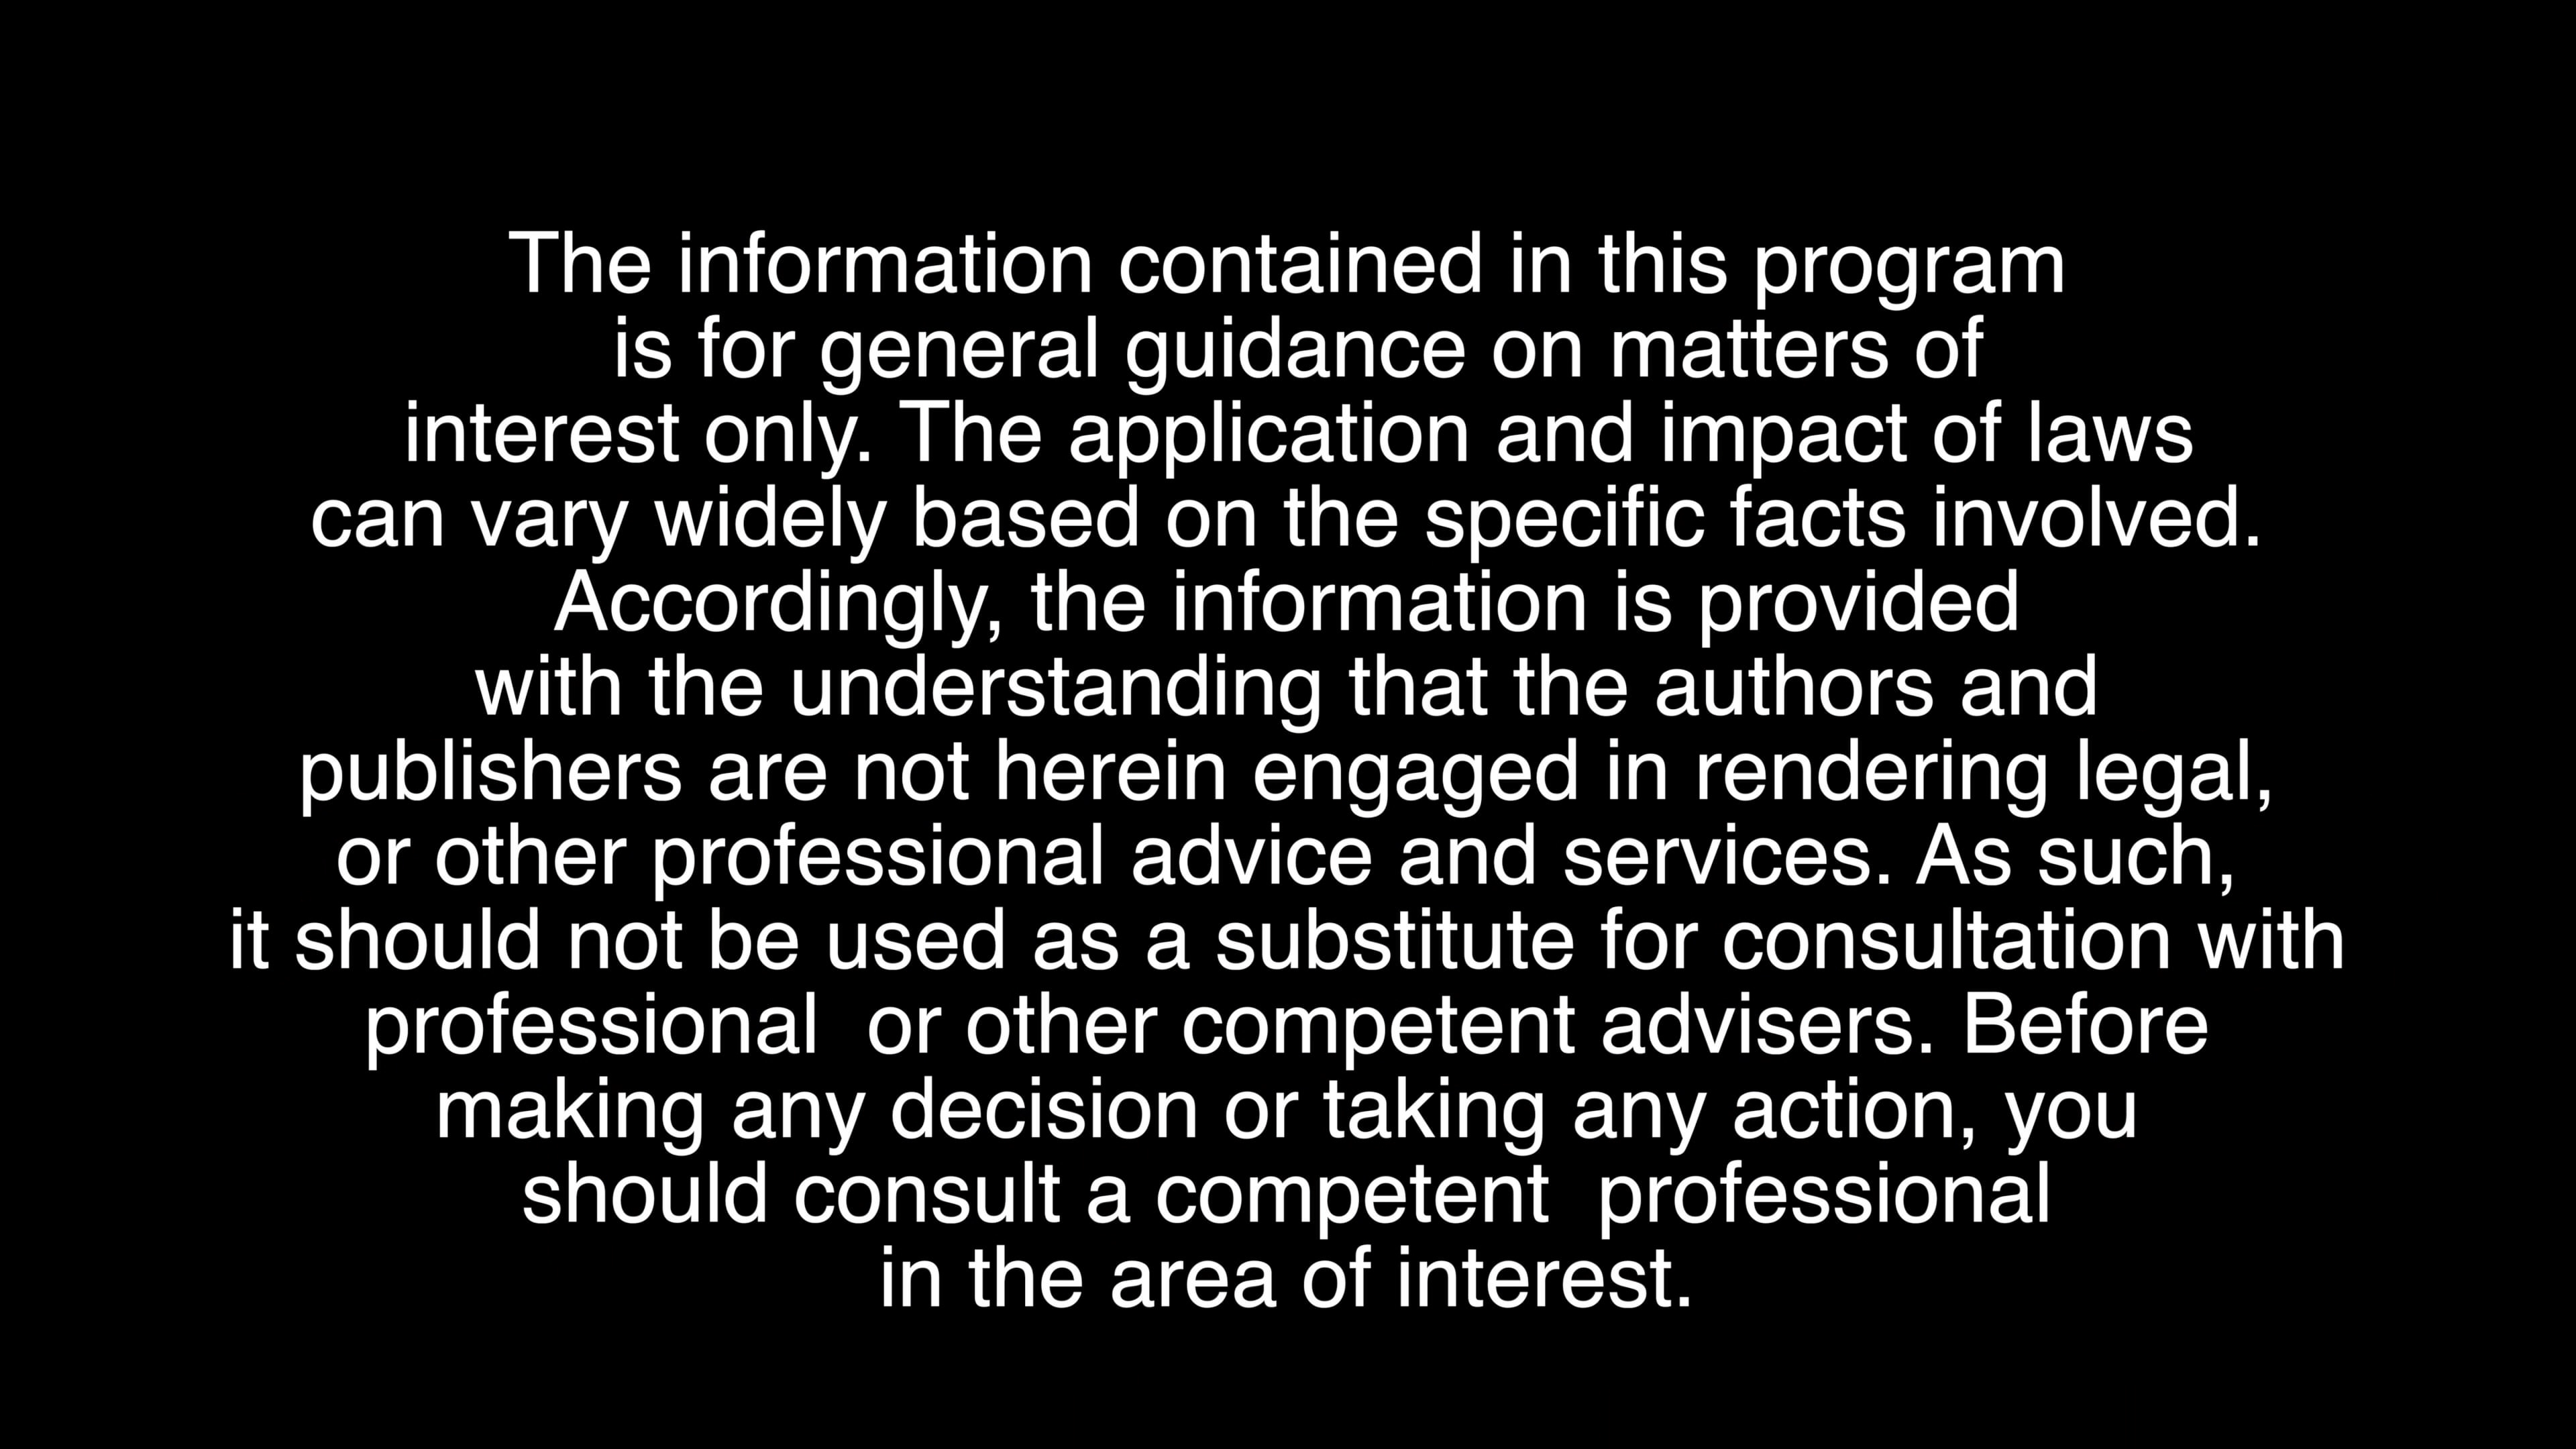 The information contained in this program
is for general guidance on matters of
interest only. The application and impact of laws
can vary widely based on the specific facts involved.
Accordingly, the information is provided
with the understanding that the authors and
publishers are not herein engaged in rendering legal,
or other professional advice and services. As such,
it should not be used as a substitute for consultation with
professional  or other competent advisers. Before
making any decision or taking any action, you
should consult a competent  professional
in the area of interest.